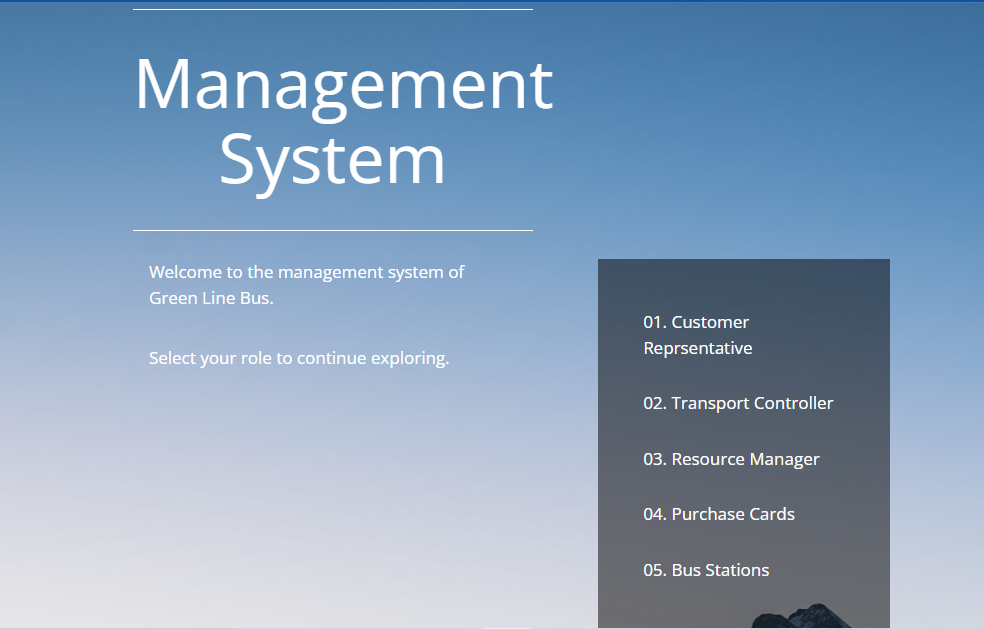 Management
System
Welcome to the management system of
Green Line Bus.
Select your role to continue exploring.
01. Customer
Reprsentative
02. Transport Controller
03. Resource Manager
04. Purchase Cards
05. Bus Stations